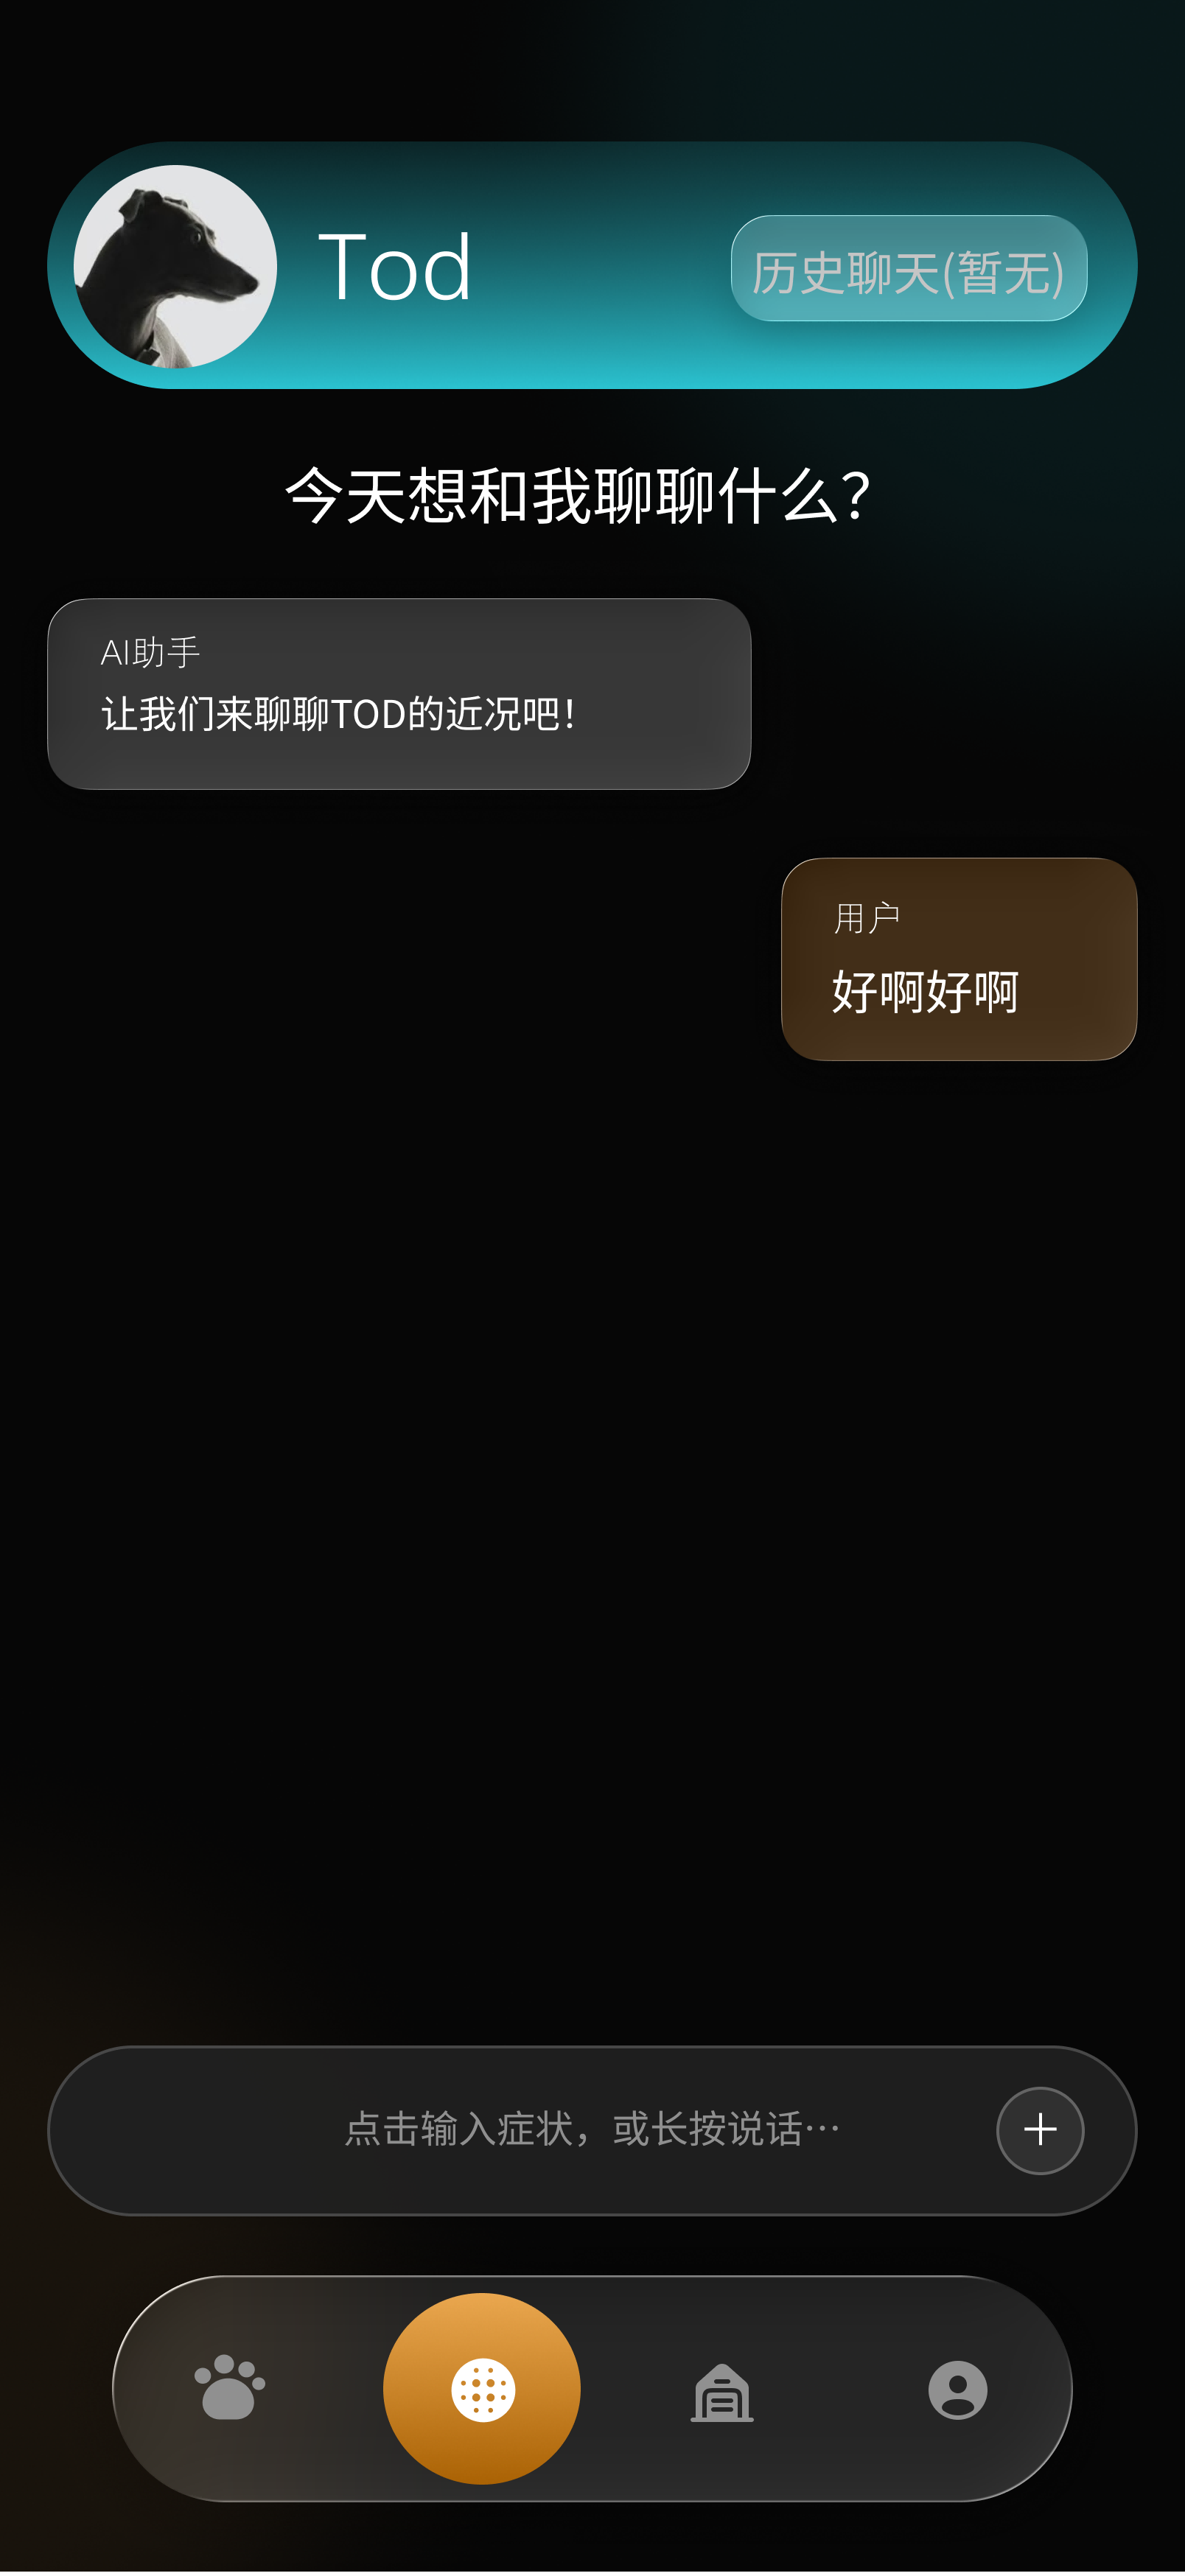 Tod
历史聊天(暂无)
今天想和我聊聊什么？
AI助手
让我们来聊聊TOD的近况吧！
用户
好啊好啊
点击输入症状，或长按说话…